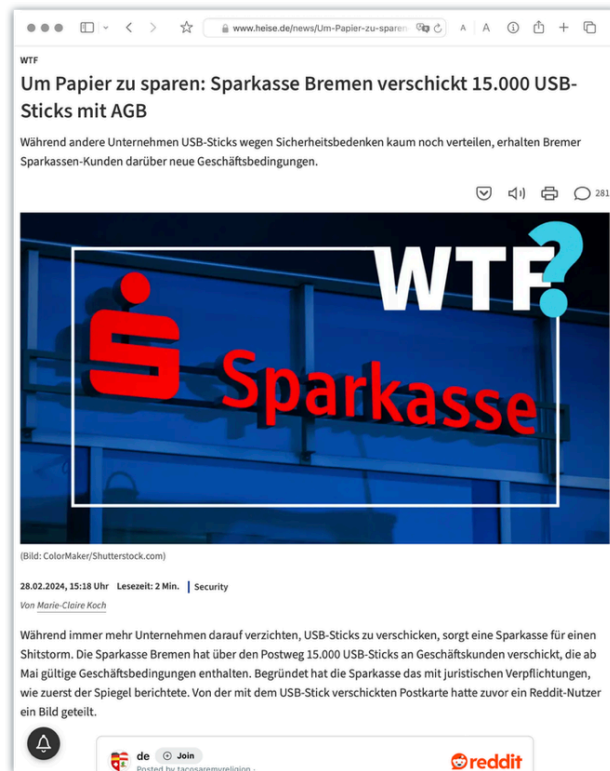 www.heise.de/news/Um-Papier-zu-sparen
A A
WTF
Um Papier zu sparen: Sparkasse Bremen verschickt 15.000 USB-
Sticks mit AGB
Während andere Unternehmen USB-Sticks wegen Sicherheitsbedenken kaum noch verteilen, erhalten Bremer
Sparkassen-Kunden darüber neue Geschäftsbedingungen.
281
WTF?
Sparkasse
(Bild: ColorMaker/Shutterstock.com)
28.02.2024, 15:18 Uhr Lesezeit: 2 Min. Security
Von Marie-Claire Koch
Während immer mehr Unternehmen darauf verzichten, USB-Sticks zu verschicken, sorgt eine Sparkasse für einen
Shitstorm. Die Sparkasse Bremen hat über den Postweg 15.000 USB-Sticks an Geschäftskunden verschickt, die ab
Mai gültige Geschäftsbedingungen enthalten. Begründet hat die Sparkasse das mit juristischen Verpflichtungen,
wie zuerst der Spiegel berichtete. Von der mit dem USB-Stick verschickten Postkarte hatte zuvor ein Reddit-Nutzer
ein Bild geteilt.
de Join
Posted by tacosaremyreligion
reddit